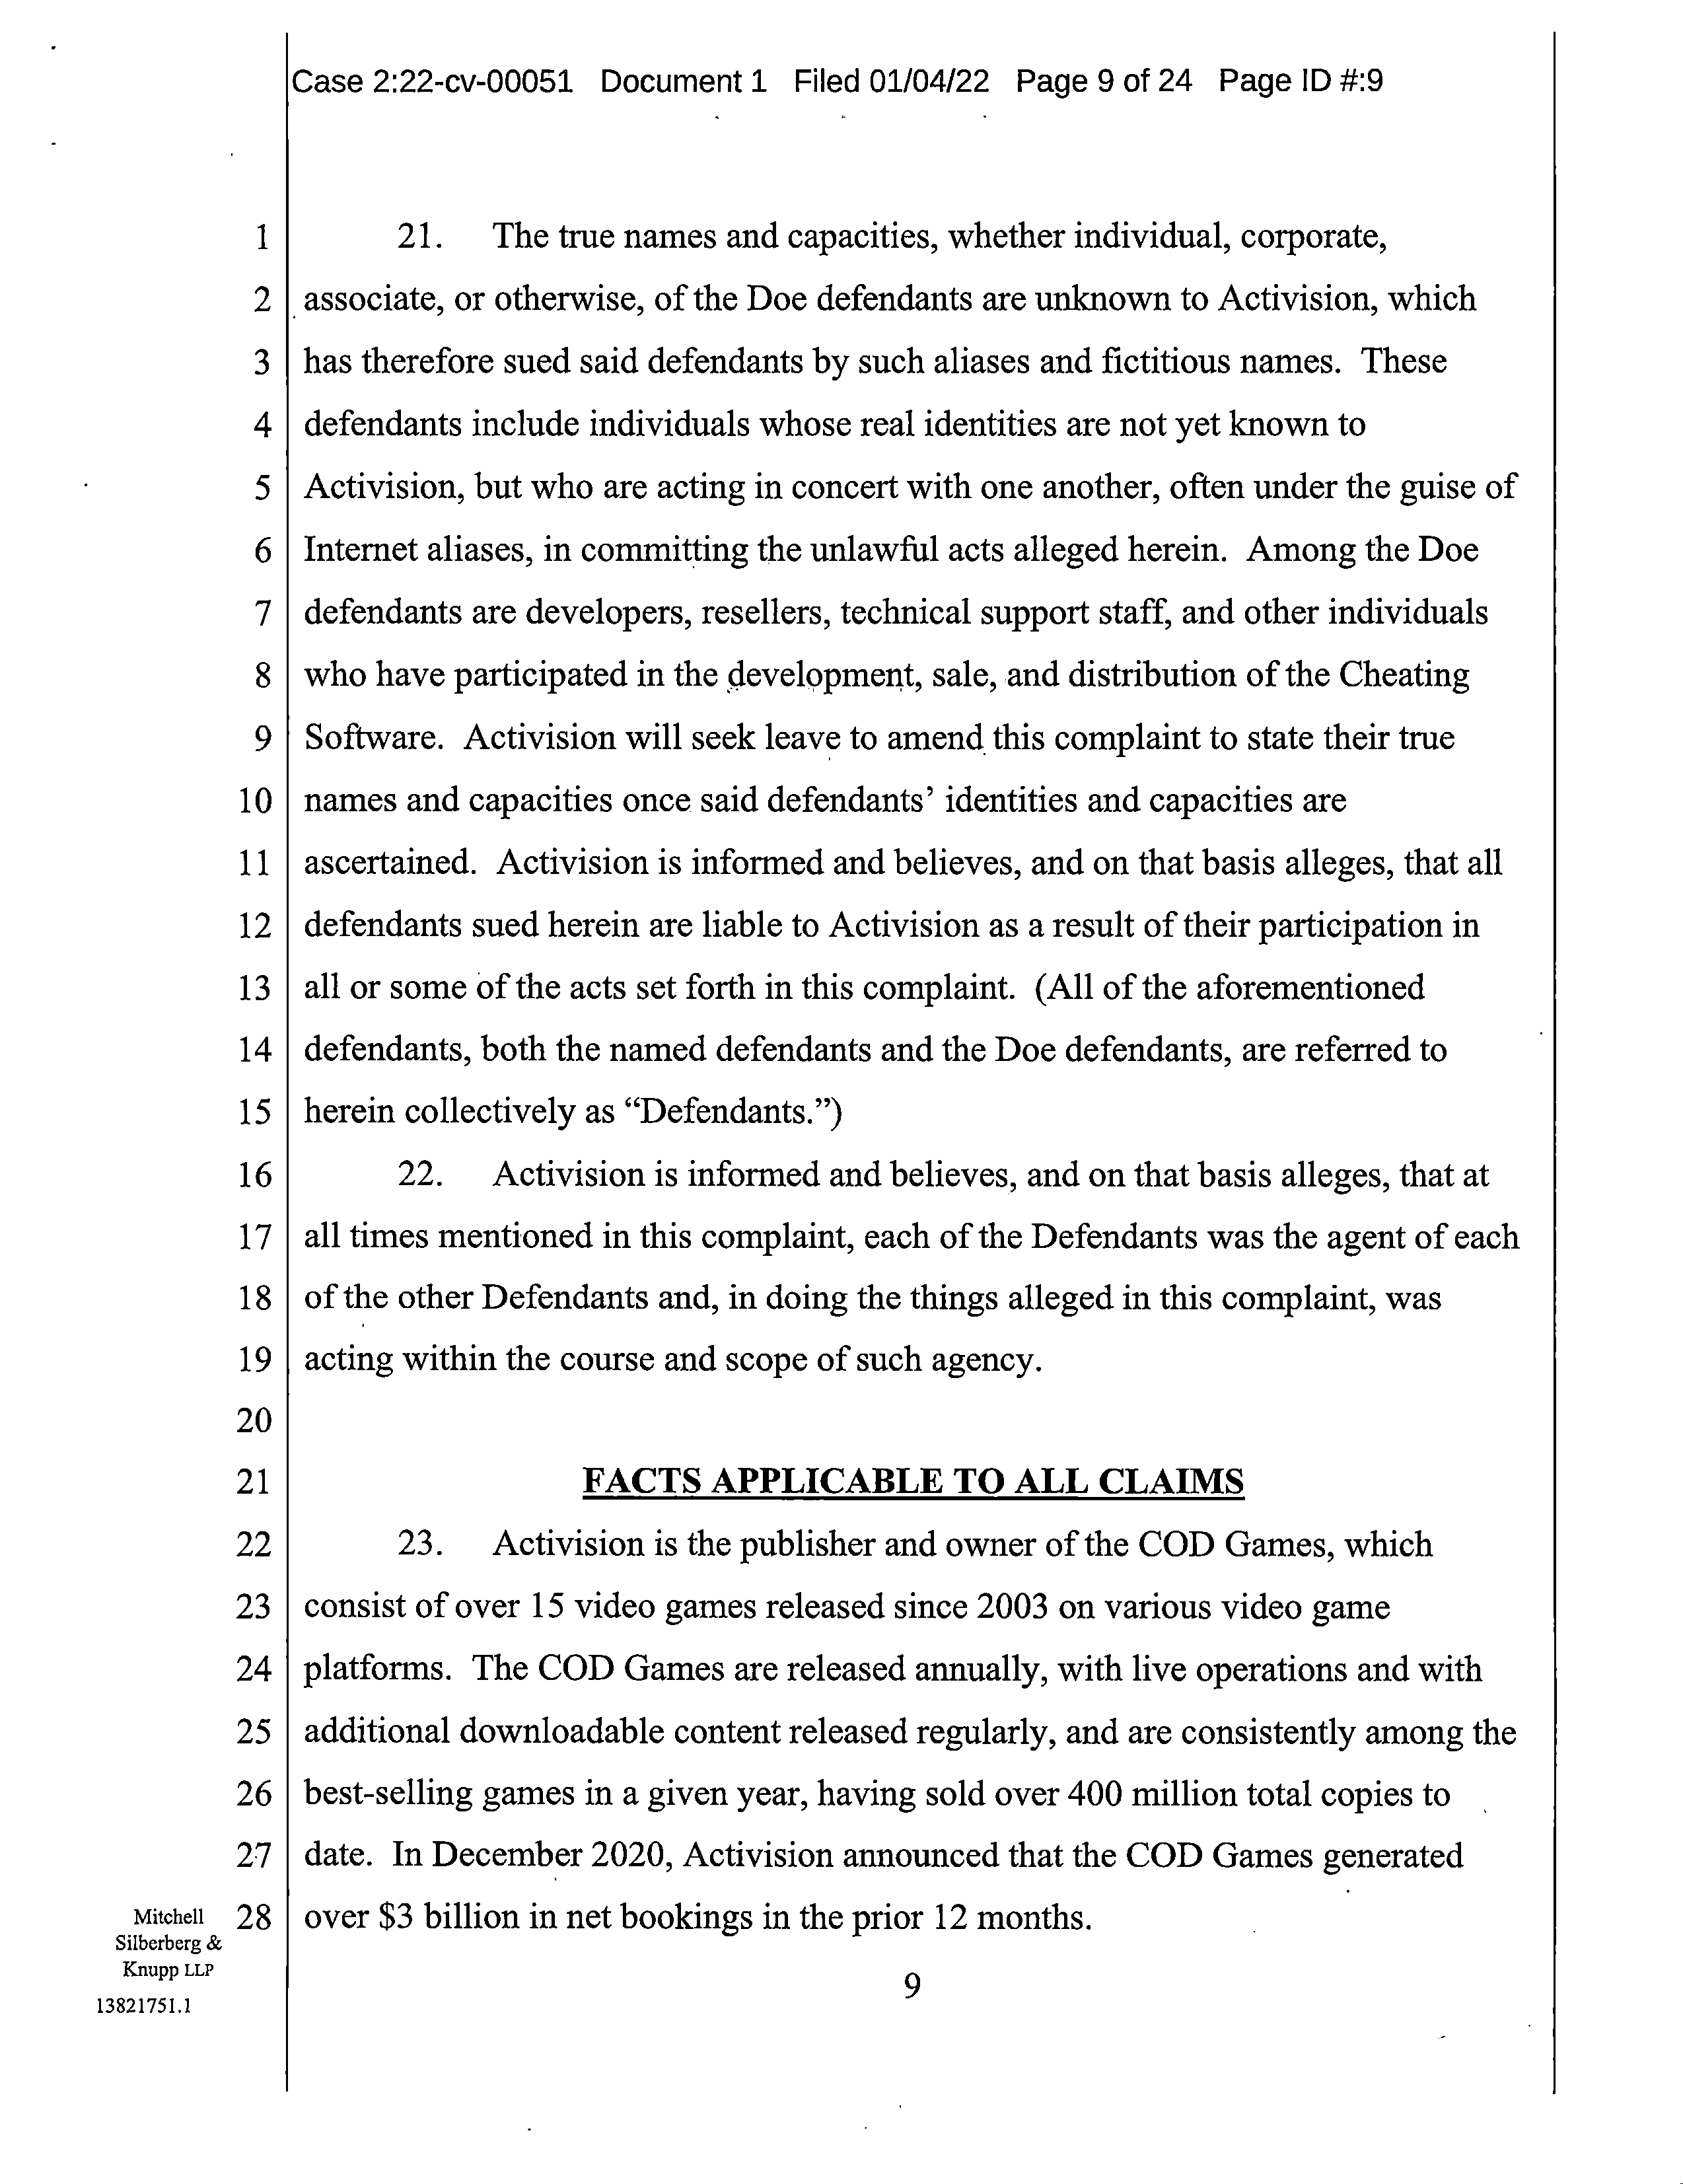 Case 2:22-cv-00051 Document 1 Filed 01/04/22 Page 9 of 24 Page ID #:9
1 21. The true names and capacities, whether individual, corporate,
2 associate, or otherwise, of the Doe defendants are unknown to Activision, which
3 has therefore sued said defendants by such aliases and fictitious names. These
4 defendants include individuals whose real identities are not yet known to
5 Activision, but who are acting in concert with one another, often under the guise of
6 Internet aliases, in committing the unlawful acts alleged herein. Among the Doe
7 defendants are developers, resellers, technical support staff, and other individuals
8 who have participated in the development, sale, and distribution of the Cheating
9 Software. Activision will seek leave to amend this complaint to state their true
10 names and capacities once said defendants’ identities and capacities are
11 ascertained. Activision is informed and believes, and on that basis alleges, that all
12 defendants sued herein are liable to Activision as a result of their participation in
13 all or some of the acts set forth in this complaint. (All of the aforementioned
14 defendants, both the named defendants and the Doe defendants, are referred to
15 herein collectively as “Defendants.”)
16 22. Activision is informed and believes, and on that basis alleges, that at
17 all times mentioned in this complaint, each of the Defendants was the agent of each
18 of the other Defendants and, in doing the things alleged in this complaint, was
19 acting within the course and scope of such agency.
20
21 FACTS APPLICABLE TO ALL CLAIMS
22 23. Activision is the publisher and owner of the COD Games, which
23 consist of over 15 video games released since 2003 on various video game
24 platforms. The COD Games are released annually, with live operations and with
25 additional downloadable content released regularly, and are consistently among the
26 best-selling games in a given year, having sold over 400 million total copies to
27 date. In December 2020, Activision announced that the COD Games generated
28 over $3 billion in net bookings in the prior 12 months.
Mitchell
Silberberg &
Knupp LLP
13821751.1
9